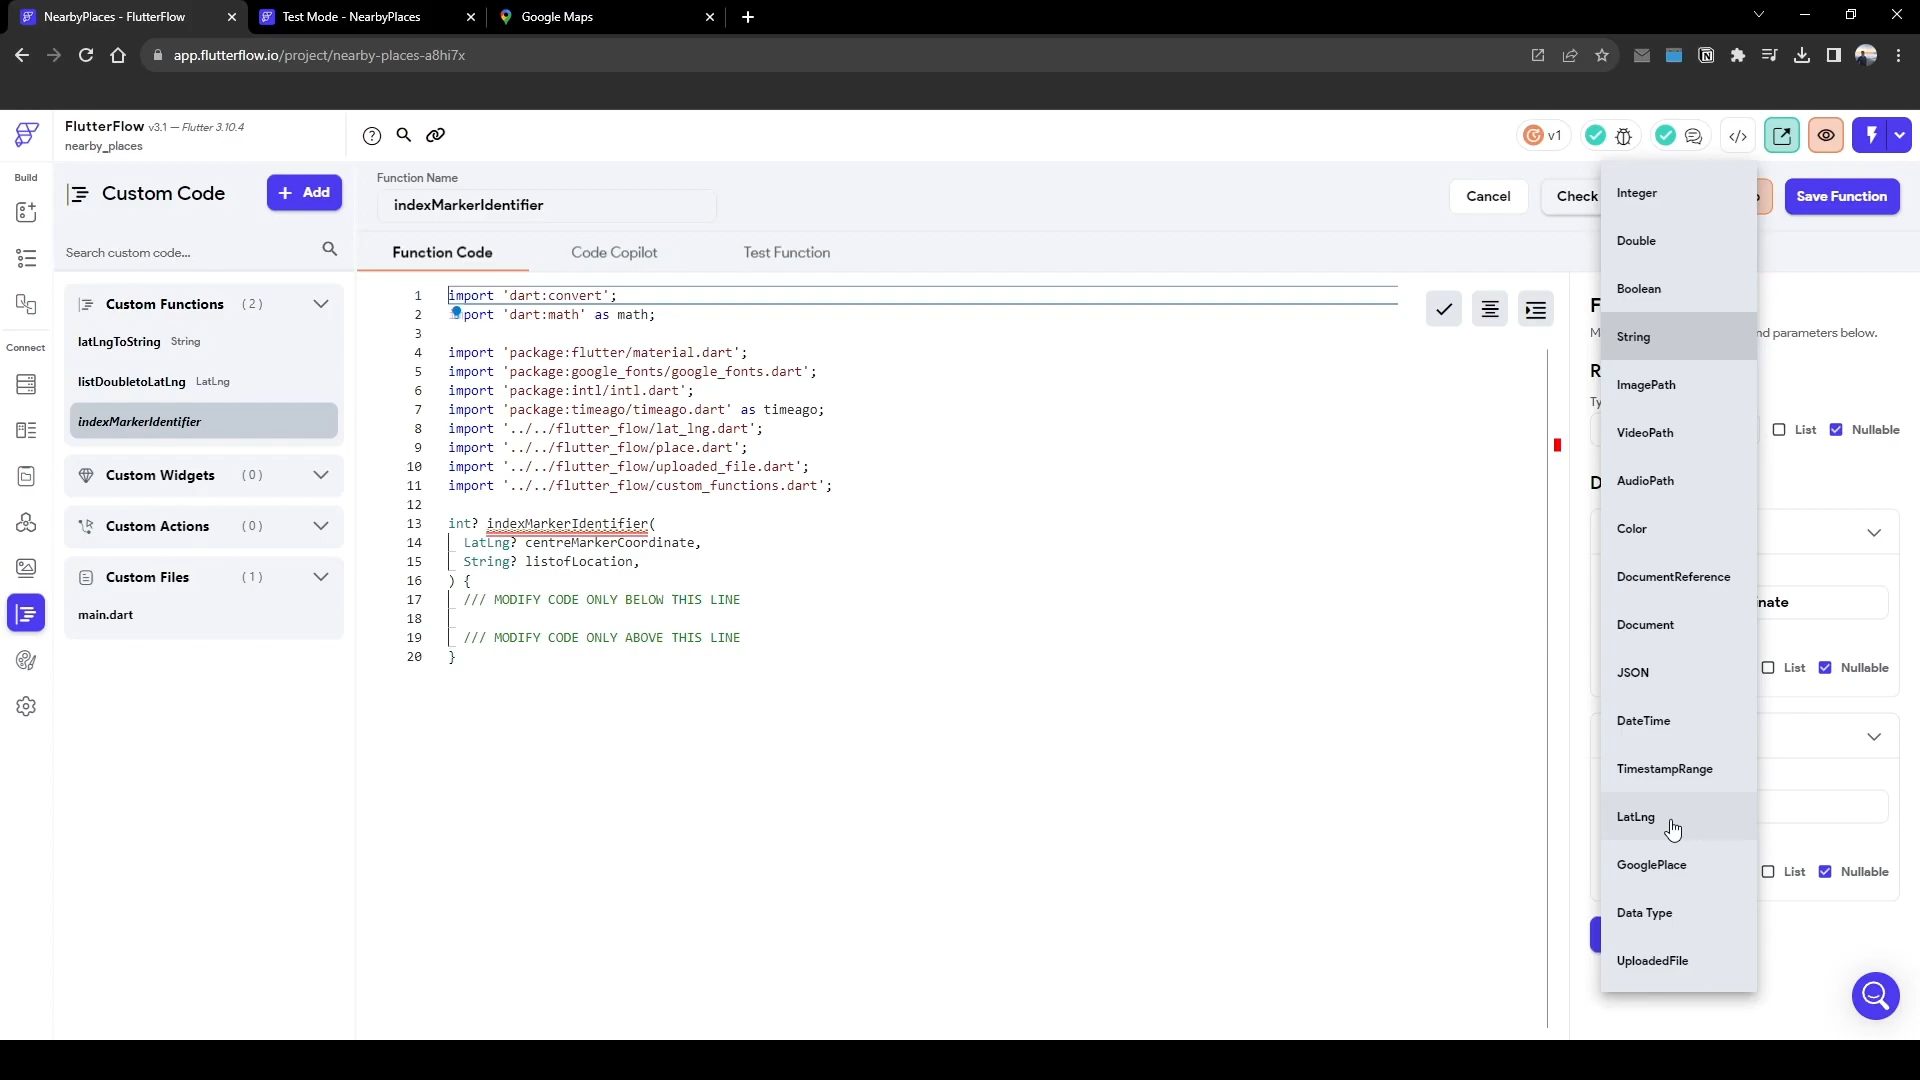 NearbyPlaces - FlutterFlow
Test Mode - NearbyPlaces
Google Maps
app.flutterflow.io/project/nearby-places-a8hi7x
FlutterFlow v3.1 — Flutter 3.10.4
nearby_places
v1
Build
Connect
Custom Code
+ Add
Search custom code...
Custom Functions (2)
latLngToString String
listDoubletoLatLng LatLng
indexMarkerIdentifier
Custom Widgets (0)
Custom Actions (0)
Custom Files (1)
main.dart
Function Name
indexMarkerIdentifier
Cancel
Check
Save Function
Function Code
Code Copilot
Test Function
1 import 'dart:convert';
2 import 'dart:math' as math;
3
4 import 'package:flutter/material.dart';
5 import 'package:google_fonts/google_fonts.dart';
6 import 'package:intl/intl.dart';
7 import 'package:timeago/timeago.dart' as timeago;
8 import '../../flutter_flow/lat_lng.dart';
9 import '../../flutter_flow/place.dart';
10 import '../../flutter_flow/uploaded_file.dart';
11 import '../../flutter_flow/custom_functions.dart';
12
13 int? indexMarkerIdentifier(
14 LatLng? centreMarkerCoordinate,
15 String? listofLocation,
16 ) {
17 /// MODIFY CODE ONLY BELOW THIS LINE
18
19 /// MODIFY CODE ONLY ABOVE THIS LINE
20 }
Integer
Double
Boolean
String
ImagePath
VideoPath
AudioPath
Color
DocumentReference
Document
JSON
DateTime
TimestampRange
LatLng
GooglePlace
Data Type
UploadedFile
nd parameters below.
List Nullable
nate
List Nullable
List Nullable